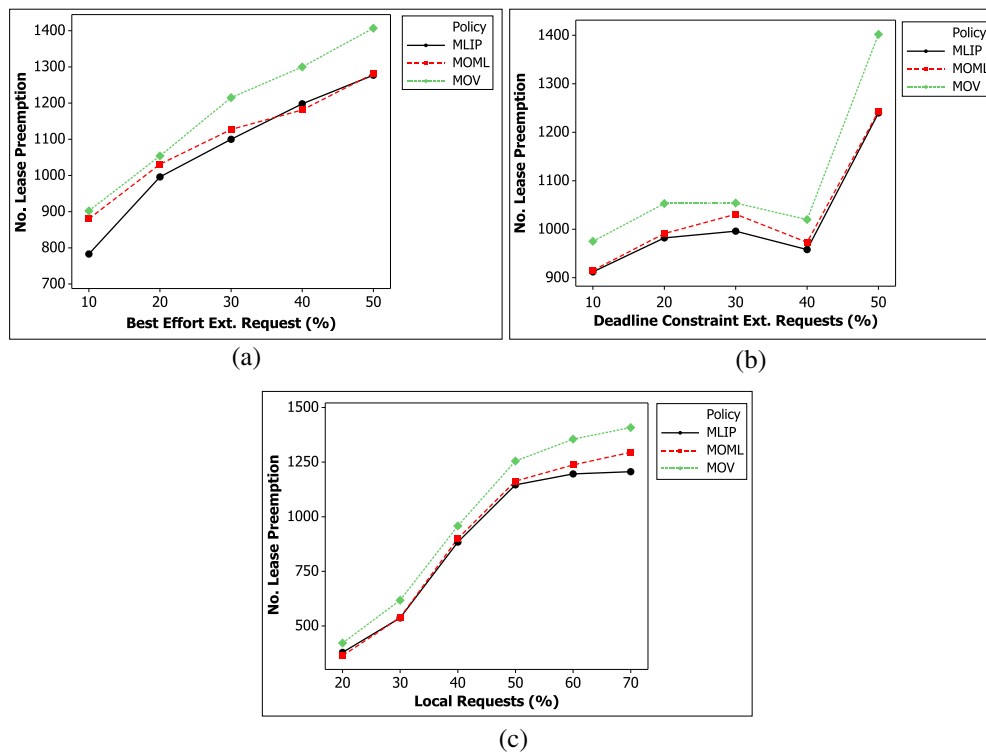 1400
1300
1200
1100
1000
900
800
700
No. Lease Preemption
10 20 30 40 50
Best Effort Ext. Request (%)
Policy
MLIP
MOML
MOV
(a)
1400
1300
1200
1100
1000
900
No. Lease Preemption
10 20 30 40 50
Deadline Constraint Ext. Requests (%)
Policy
MLIP
MOML
MOV
(b)
1500
1250
1000
750
500
No. Lease Preemption
20 30 40 50 60 70
Local Requests (%)
Policy
MLIP
MOML
MOV
(c)